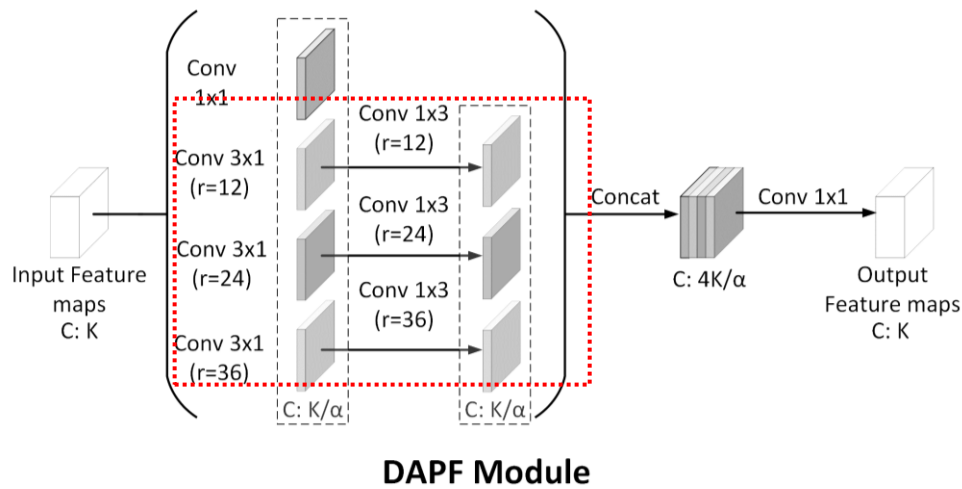 Conv
1x1
Conv 3x1
(r=12)
Conv 1x3
(r=12)
Conv 3x1
(r=24)
Conv 1x3
(r=24)
Conv 3x1
(r=36)
Conv 1x3
(r=36)
Input Feature
maps
C: K
C: K/α
C: K/α
Concat
C: 4K/α
Conv 1x1
Output
Feature maps
C: K
DAPF Module